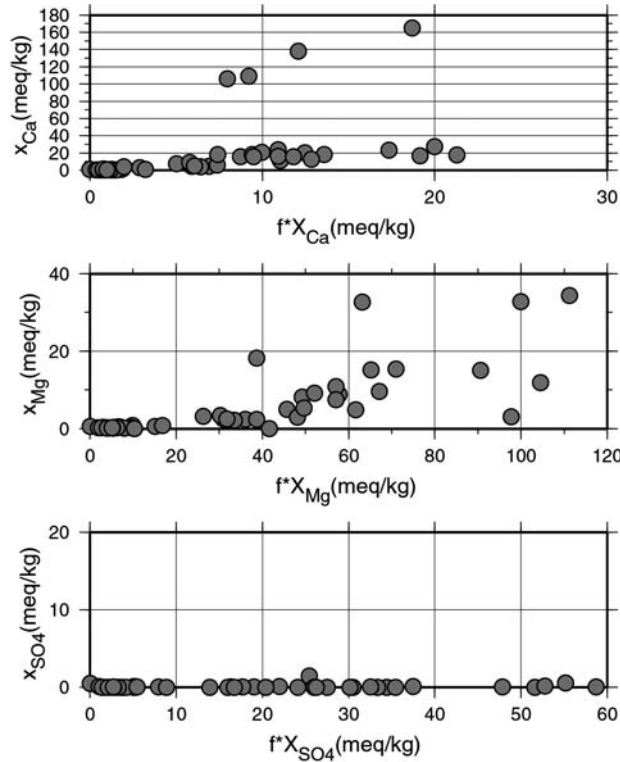 180
160
140
120
100
80
60
40
20
0
x_Ca(meq/kg)
0 10 20 30
f*X_Ca(meq/kg)
40
20
0
x_Mg(meq/kg)
0 20 40 60 80 100 120
f*X_Mg(meq/kg)
20
10
0
x_SO4(meq/kg)
0 10 20 30 40 50 60
f*X_SO4(meq/kg)